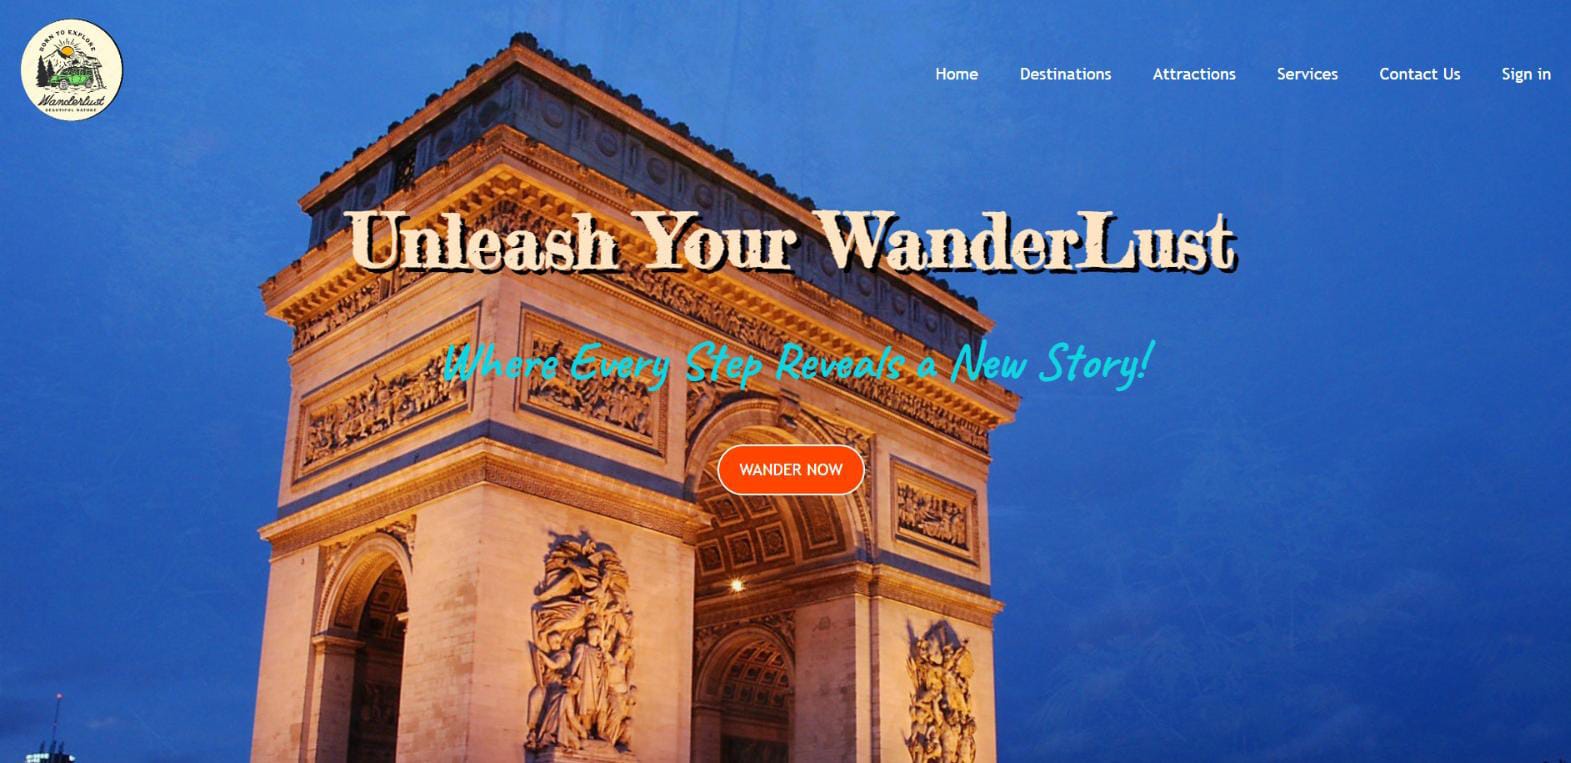 BORN TO EXPLORE
Wanderlust
BEAUTIFUL NATURE
Home
Destinations
Attractions
Services
Contact Us
Sign in
Unleash Your WanderLust
Where Every Step Reveals a New Story!
WANDER NOW